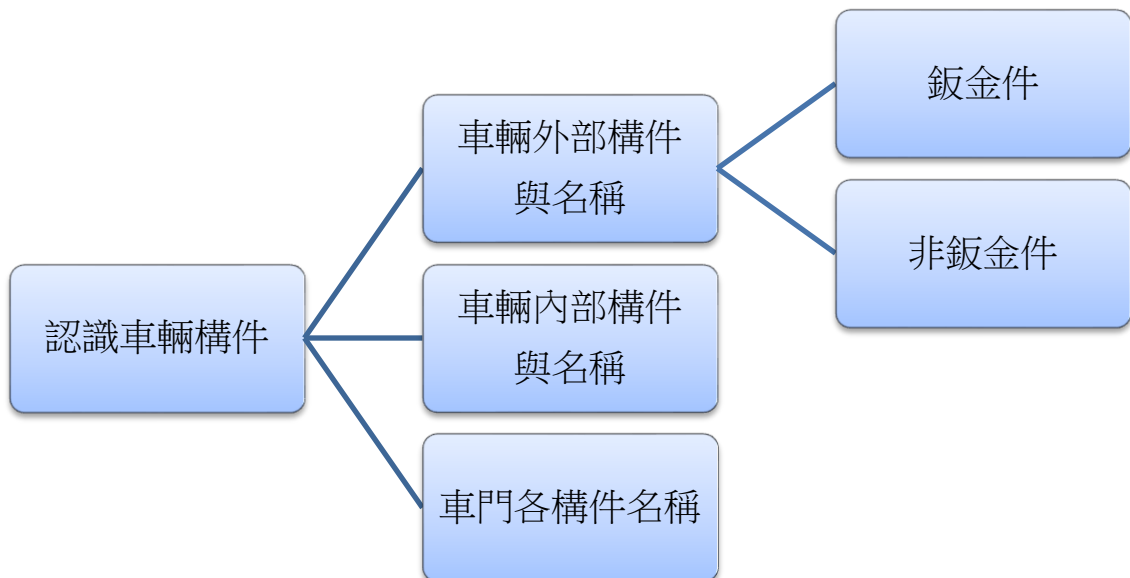 認識車輛構件
車輛外部構件
與名稱
車輛內部構件
與名稱
車門各構件名稱
鈑金件
非鈑金件